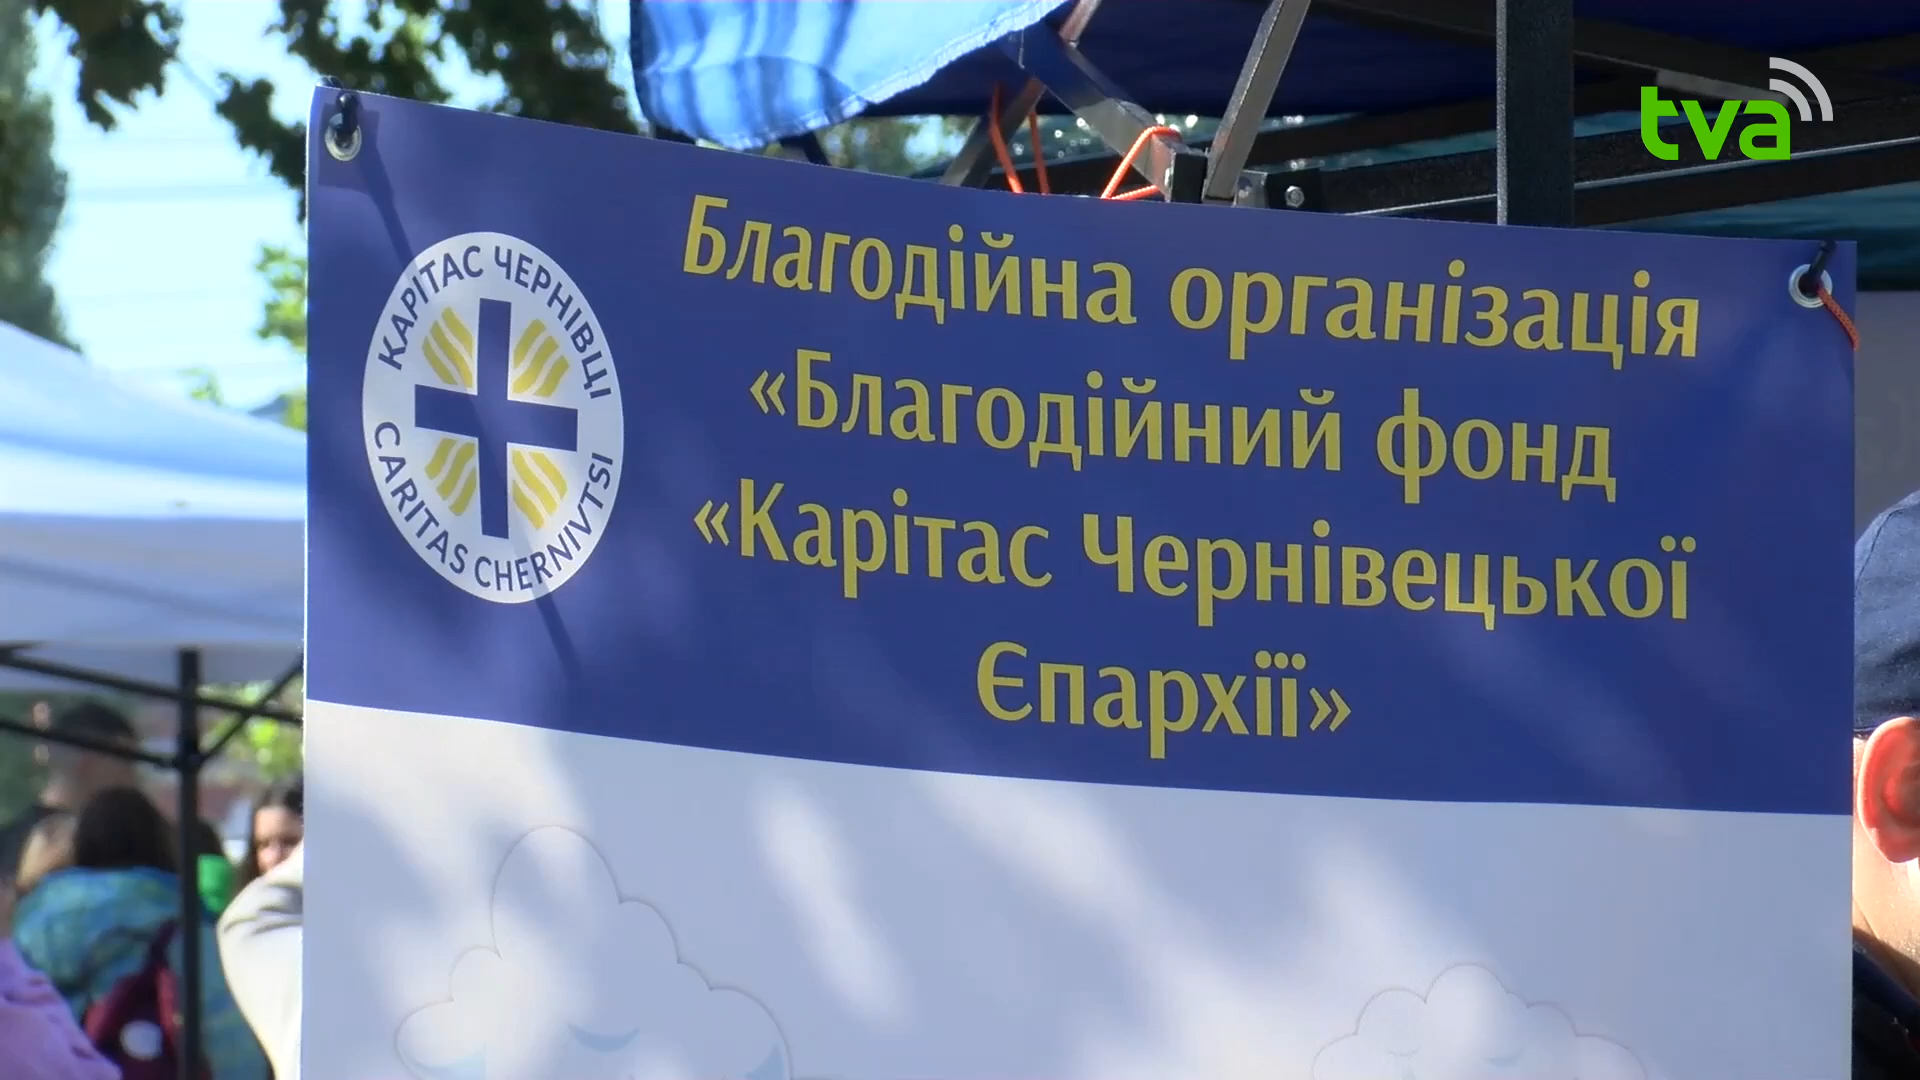 tva
Благодійна організація
«Благодійний фонд
«Карітас Чернівецької
Єпархії»
КАРІТАС ЧЕРНІВЦІ
CARITAS CHERNIVTSI